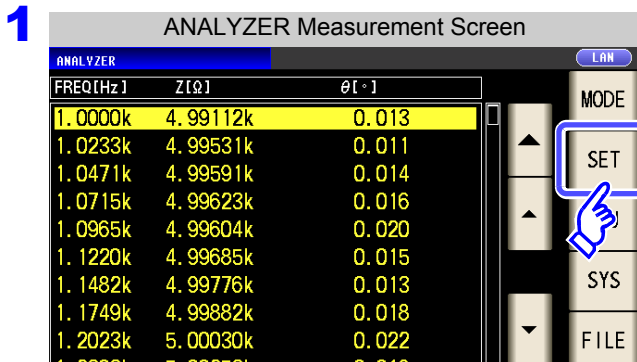 1
ANALYZER Measurement Screen
ANALYZER
LAN
FREQ[Hz] Z[Ω] θ[°]
MODE
1.0000k 4.99112k 0.013
1.0233k 4.99531k 0.011
SET
1.0471k 4.99591k 0.014
1.0715k 4.99623k 0.016
1.0965k 4.99604k 0.020
1.1220k 4.99685k 0.015
1.1482k 4.99776k 0.013
SYS
1.1749k 4.99882k 0.018
1.2023k 5.00030k 0.022
FILE